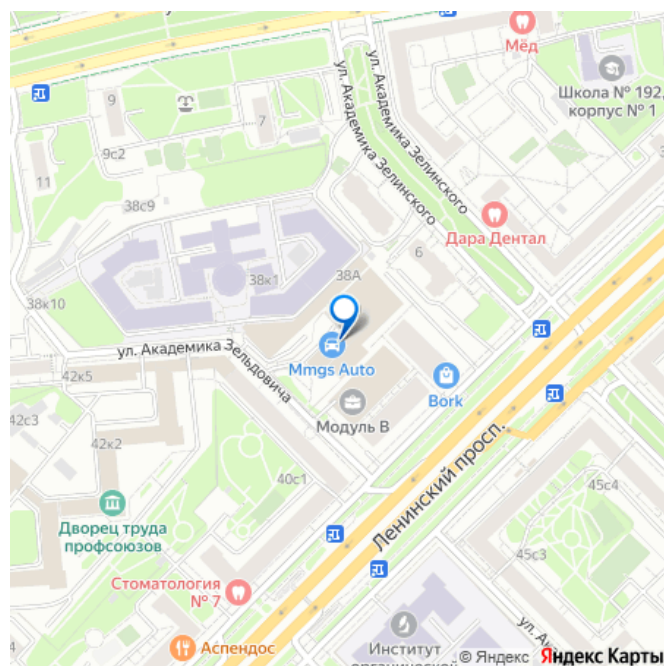 Мёд
Школа № 192,
корпус № 1
ул. Академика Зелинского
ул. Академика Зелинского
9
7
9с2
11
38с9
Дара Дентал
6
38А
38к1
38к10
ул. Академика Зельдовича
Mmgs Auto
42к5
Bork
42с3
Модуль В
42к2
Ленинский просп.
40с1
45с4
Дворец труда
профсоюзов
45с3
Стоматология
№ 7
Аспендос
Институт
© Яндекс Яндекс Карты